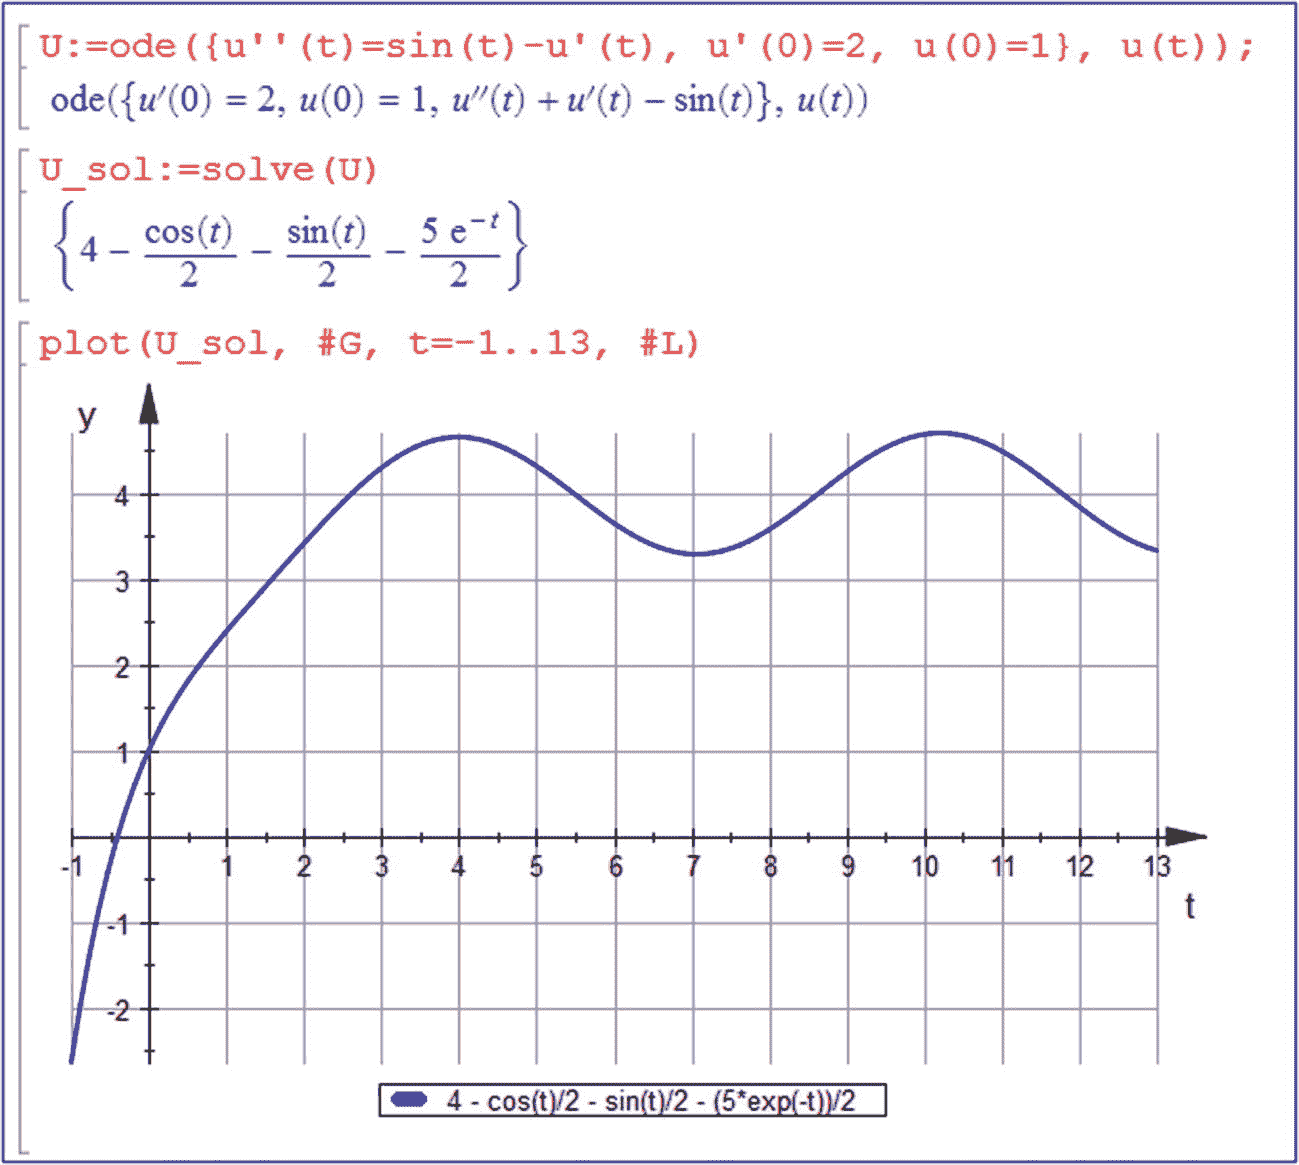 U:=ode({u''(t)=sin(t)-u'(t), u'(0)=2, u(0)=1}, u(t));
ode({u′(0) = 2, u(0) = 1, u″(t) + u′(t) − sin(t)}, u(t))
U_sol:=solve(U)
{4 − cos(t)/2 − sin(t)/2 − 5 e^−t/2}
plot(U_sol, #G, t=-1..13, #L)
y
4
3
2
1
-1 1 2 3 4 5 6 7 8 9 10 11 12 13
t
-1
-2
4 - cos(t)/2 - sin(t)/2 - (5*exp(-t))/2